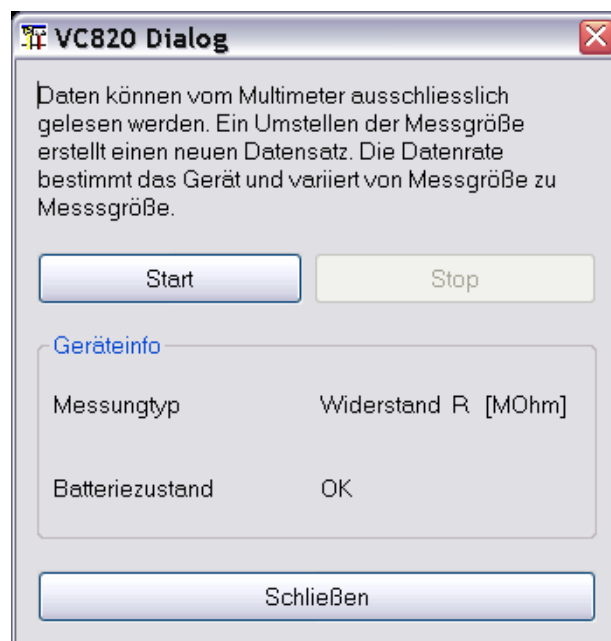 VC820 Dialog
Daten können vom Multimeter ausschliesslich
gelesen werden. Ein Umstellen der Messgröße
erstellt einen neuen Datensatz. Die Datenrate
bestimmt das Gerät und variiert von Messgröße zu
Messsgröße.
Start Stop
Geräteinfo
Messungtyp Widerstand R [MOhm]
Batteriezustand OK
Schließen